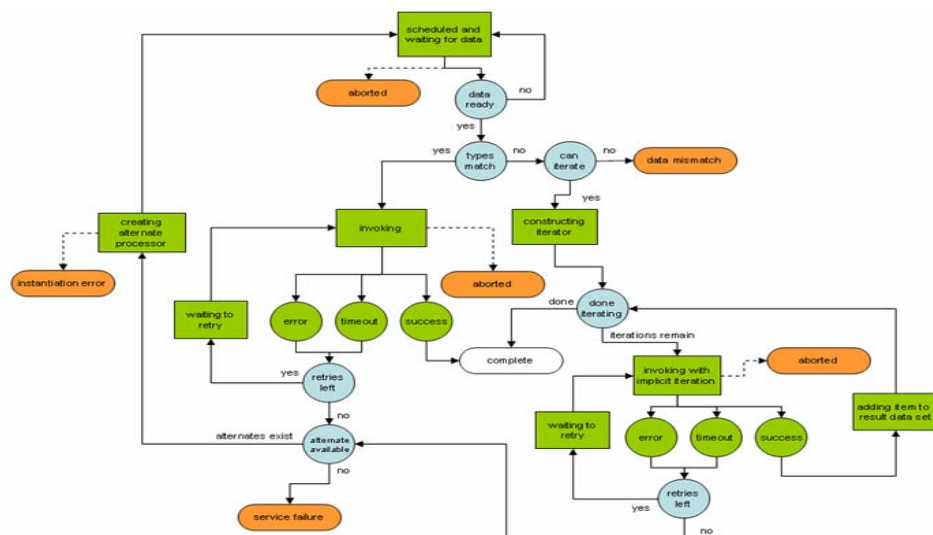 scheduled and
waiting for data
aborted
data
ready
no
yes
yes
types
match
no
can
iterate
no
data mismatch
yes
creating
alternate
processor
invoking
constructing
iterator
instantiation error
aborted
waiting to
retry
error
timeout
success
done
done
iterating
iterations remain
complete
invoking with
implicit iteration
aborted
yes
retries
left
no
adding item to
result data set
waiting to
retry
error
timeout
success
alternates exist
alternate
available
no
service failure
retries
left
yes
no